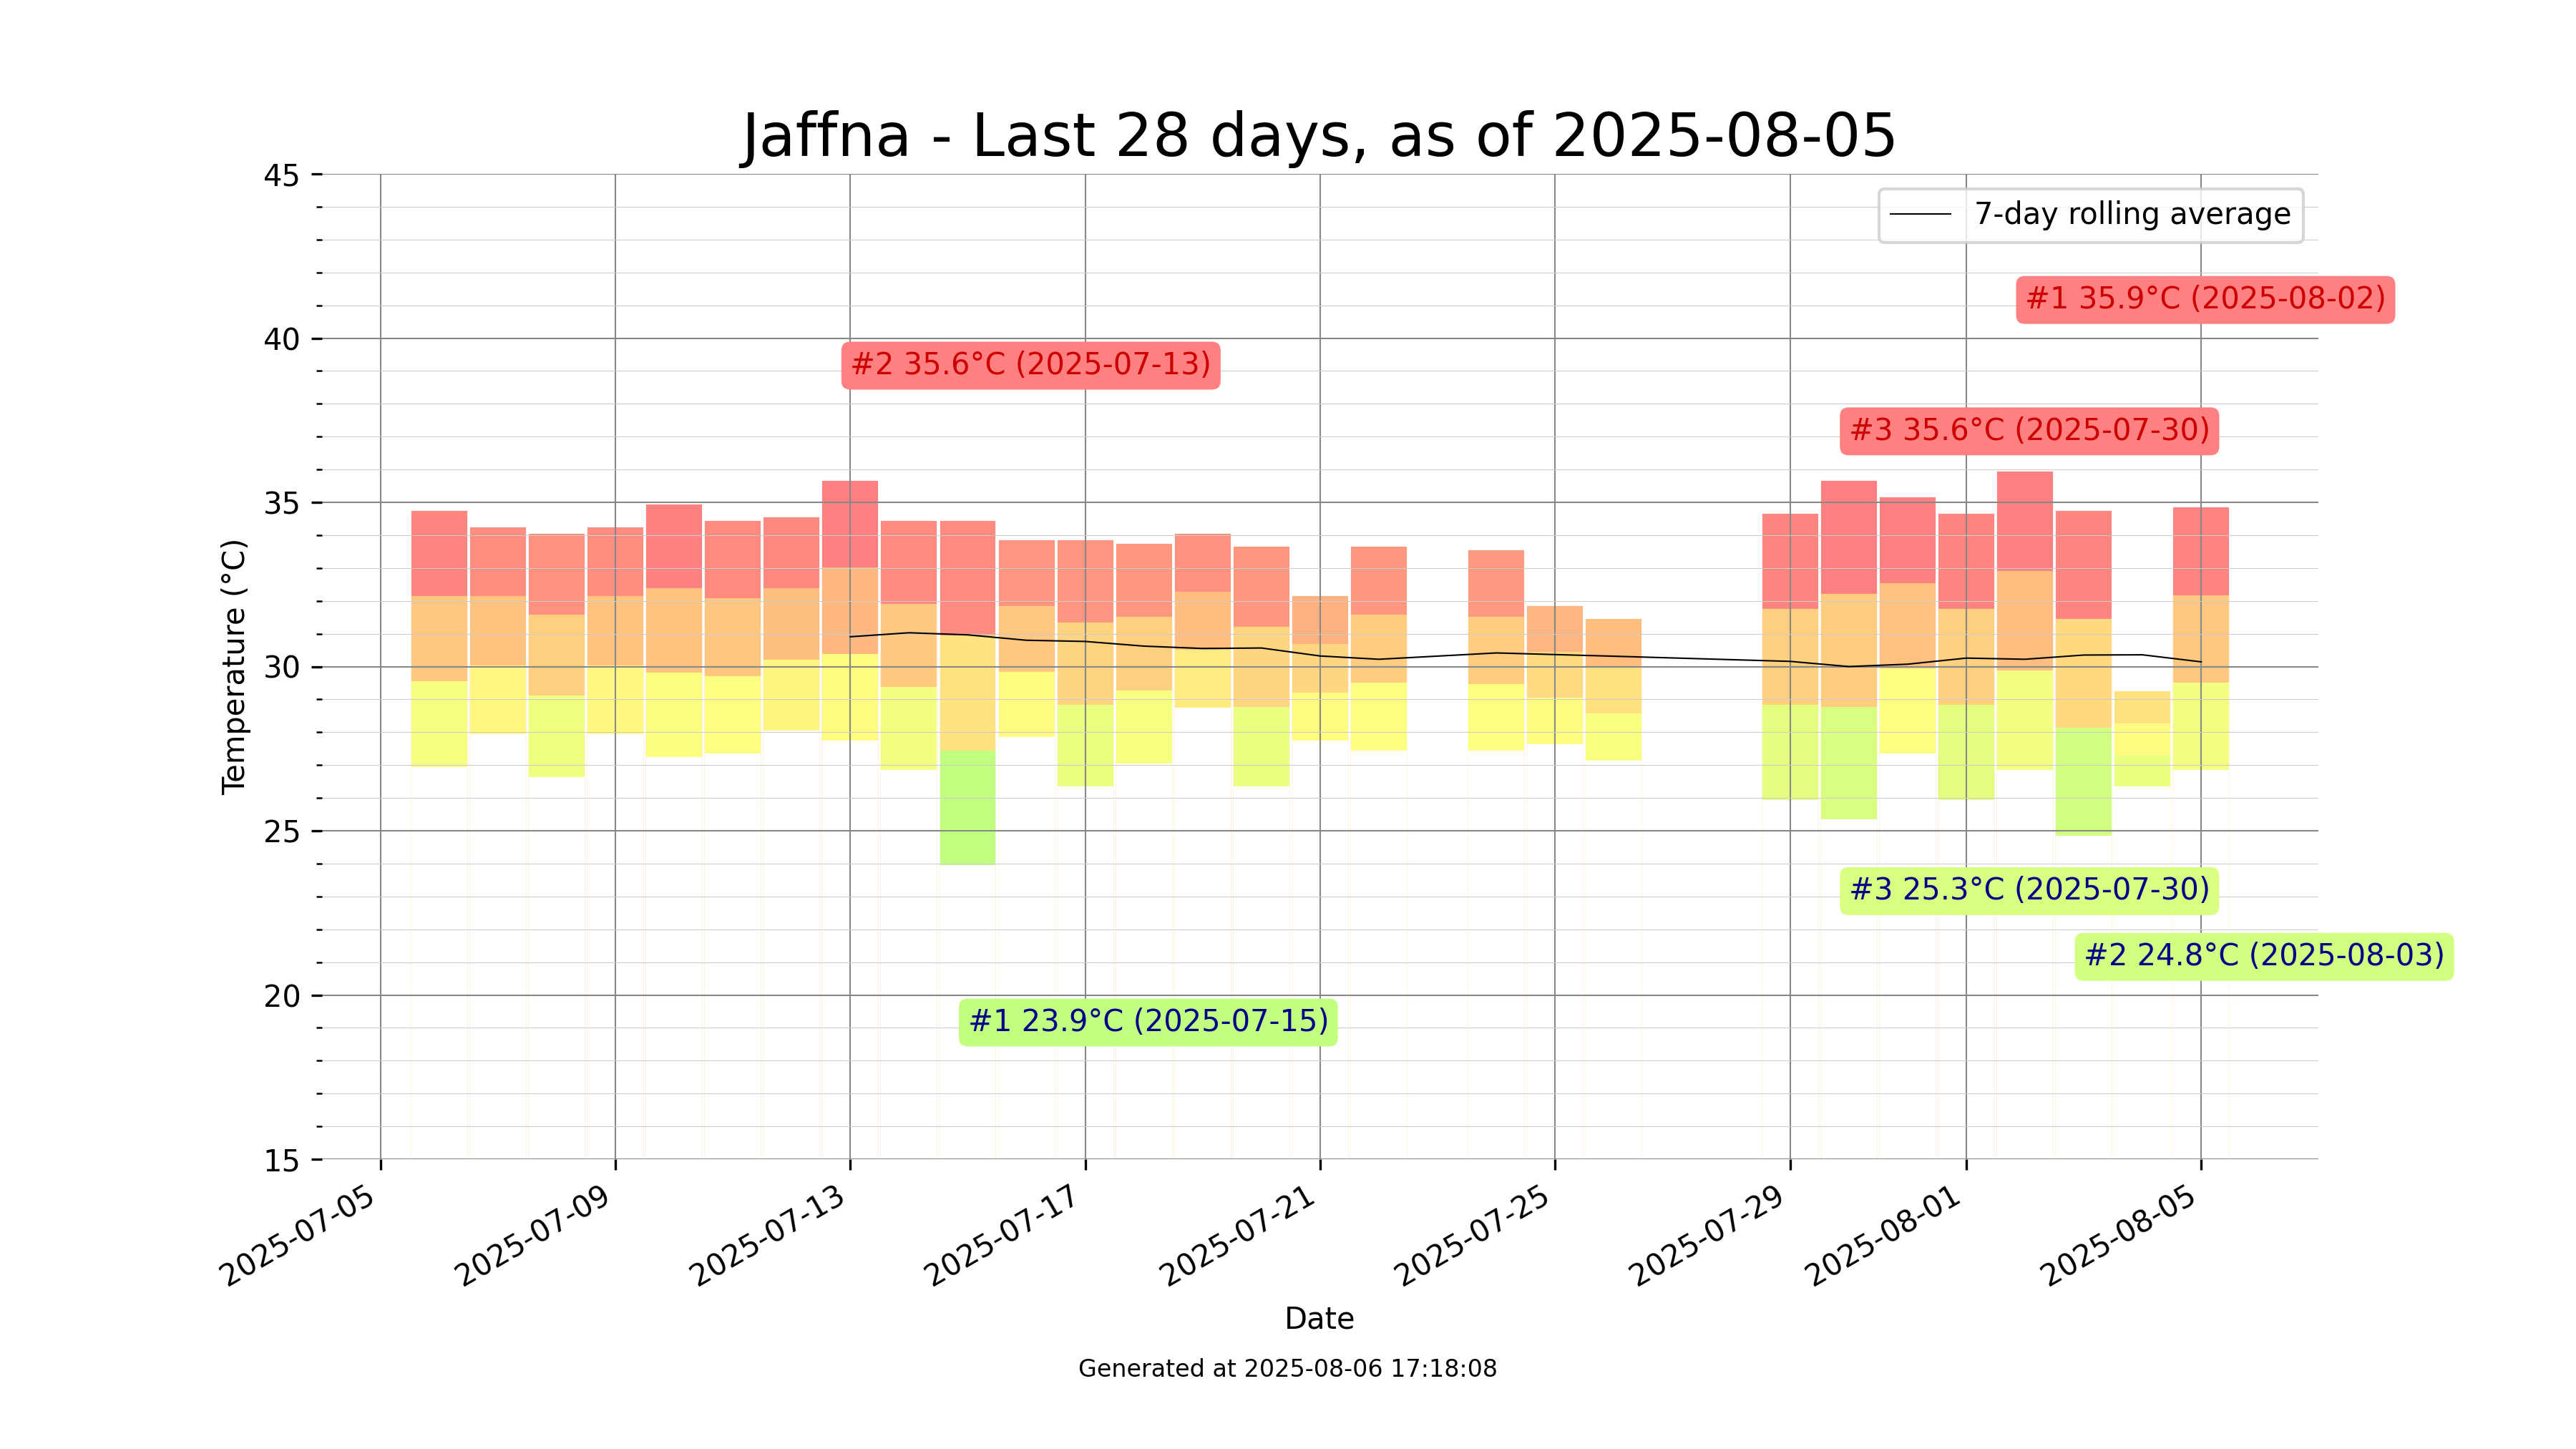 Jaffna - Last 28 days, as of 2025-08-05
45
7-day rolling average
#1 35.9°C (2025-08-02)
40
#2 35.6°C (2025-07-13)
#3 35.6°C (2025-07-30)
35
Temperature (°C)
30
25
#3 25.3°C (2025-07-30)
#2 24.8°C (2025-08-03)
20
#1 23.9°C (2025-07-15)
15
2025-07-05
2025-07-09
2025-07-13
2025-07-17
2025-07-21
2025-07-25
2025-07-29
2025-08-01
2025-08-05
Date
Generated at 2025-08-06 17:18:08